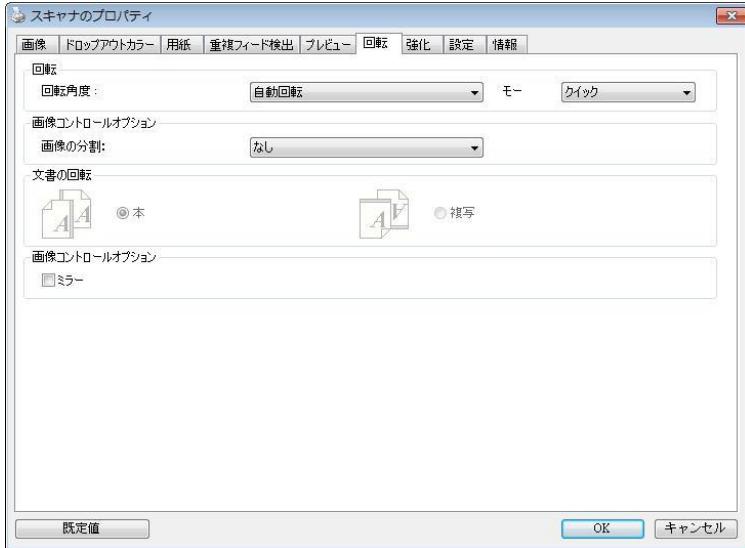 スキャナのプロパティ
画像 ドロップアウトカラー 用紙 重複フィード検出 プレビュー 回転 強化 設定 情報
回転
回転角度: 自動回転 モー クイック
画像コントロールオプション
画像の分割: なし
文書の回転
A A 本 A A 複写
画像コントロールオプション
ミラー
既定値 OK キャンセル